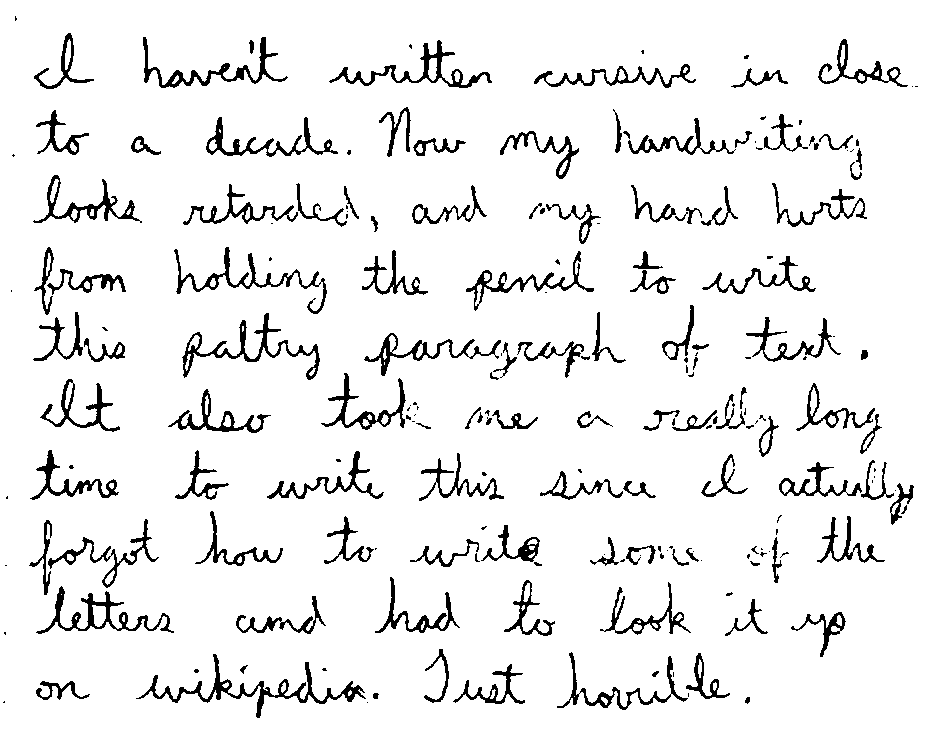 I haven't written cursive in close
to a decade. Now my handwriting
looks retarded, and my hand hurts
from holding the pencil to write
this paltry paragraph of text.
It also took me a really long
time to write this since I actually
forgot how to write some of the
letters and had to look it up
on wikipedia. Just horrible.